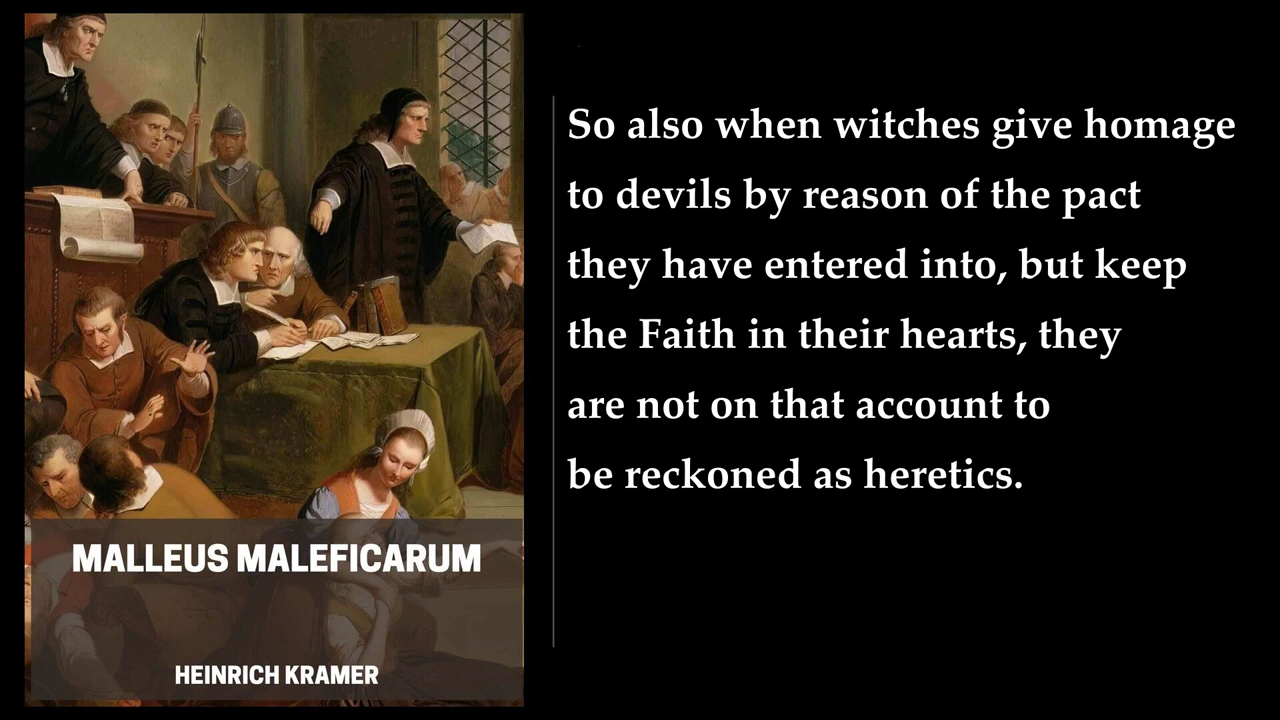 So also when witches give homage
to devils by reason of the pact
they have entered into, but keep
the Faith in their hearts, they
are not on that account to
be reckoned as heretics.
MALLEUS MALEFICARUM
HEINRICH KRAMER